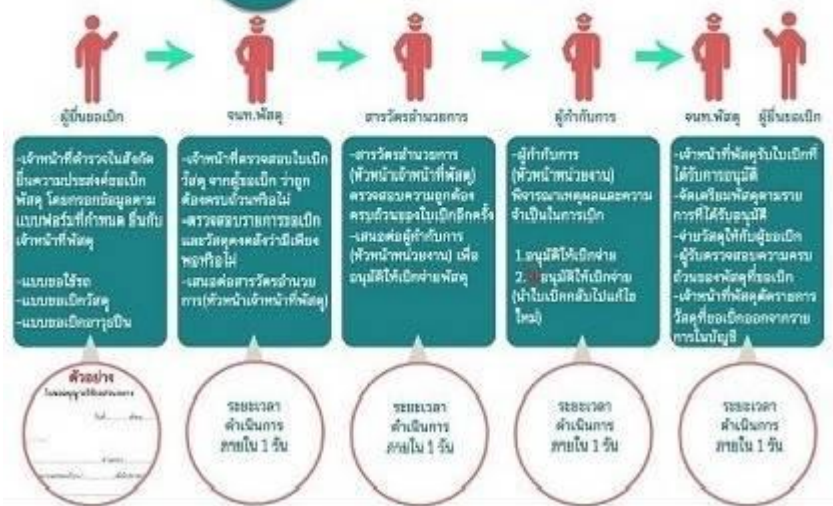 ผู้ยื่นขอเบิก
จนท.พัสดุ
สารวัตรอำนวยการ
ผู้กำกับการ
จนท.พัสดุ
ผู้ยื่นขอเบิก
-เจ้าหน้าที่ตำรวจในสังกัด
ยื่นความประสงค์ขอเบิก
พัสดุ โดยกรอกข้อมูลตาม
แบบฟอร์มที่กำหนด ยื่นกับ
เจ้าหน้าที่พัสดุ
-แบบขอใช้รถ
-แบบขอเบิกวัสดุ
-แบบขอเบิกอาวุธปืน
-เจ้าหน้าที่ตรวจสอบใบเบิก
วัสดุ จากผู้ขอเบิก ว่าถูก
ต้องครบถ้วนหรือไม่
-ตรวจสอบรายการขอเบิก
และวัสดุคงคลังว่ามีเพียง
พอหรือไม่
-เสนอต่อสารวัตรอำนวย
การ(หัวหน้าเจ้าหน้าที่พัสดุ)
-สารวัตรอำนวยการ
(หัวหน้าเจ้าหน้าที่พัสดุ)
ตรวจสอบความถูกต้อง
ครบถ้วนของใบเบิกอีกครั้ง
-เสนอต่อผู้กำกับการ
(หัวหน้าหน่วยงาน) เพื่อ
อนุมัติให้เบิกจ่ายพัสดุ
-ผู้กำกับการ
(หัวหน้าหน่วยงาน)
พิจารณาเหตุผลและความ
จำเป็นในการเบิก
1.อนุมัติให้เบิกจ่าย
2. อนุมัติให้เบิกจ่าย
(นำใบเบิกกลับไปแก้ไข
ใหม่)
-เจ้าหน้าที่พัสดุรับใบเบิกที่
ได้รับการอนุมัติ
-จัดเตรียมพัสดุตามราย
การที่ได้รับอนุมัติ
-จ่ายวัสดุให้กับผู้ขอเบิก
-ผู้รับตรวจสอบความครบ
ถ้วนของพัสดุที่ขอเบิก
-เจ้าหน้าที่พัสดุตัดรายการ
วัสดุที่ขอเบิกออกจากราย
การในบัญชี
ตัวอย่าง
ระยะเวลา
ดำเนินการ
ภายใน 1 วัน
ระยะเวลา
ดำเนินการ
ภายใน 1 วัน
ระยะเวลา
ดำเนินการ
ภายใน 1 วัน
ระยะเวลา
ดำเนินการ
ภายใน 1 วัน